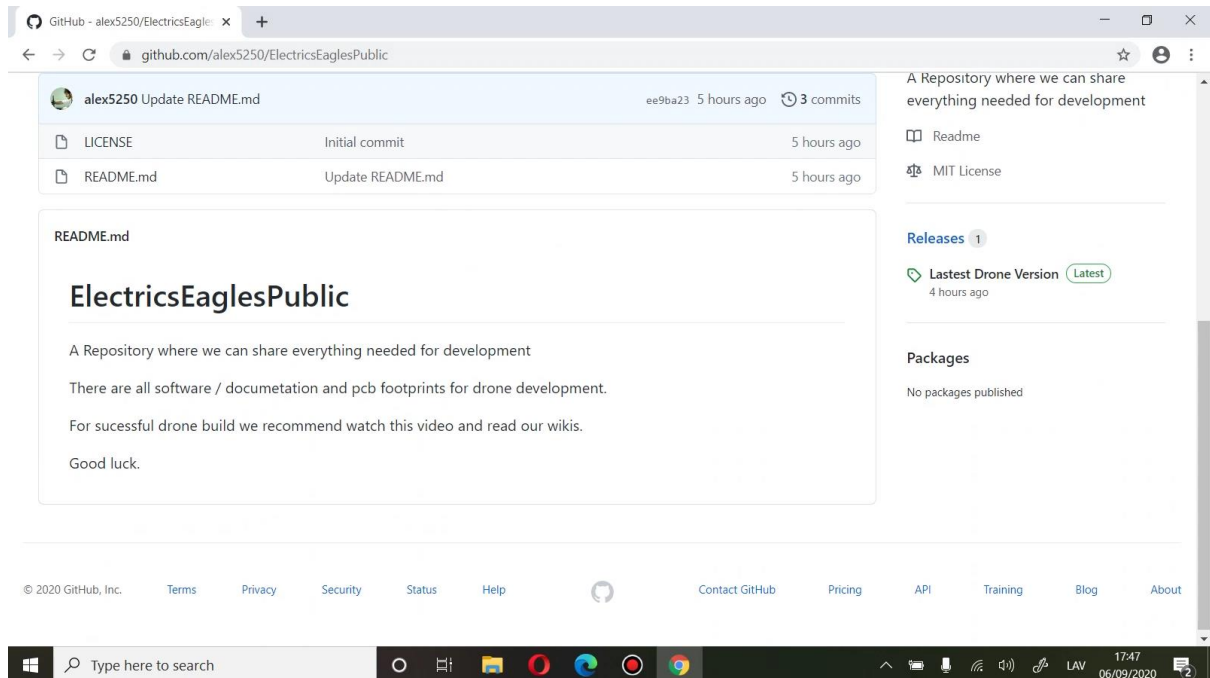 GitHub - alex5250/ElectricsEagles
github.com/alex5250/ElectricsEaglesPublic
alex5250 Update README.md ee9ba23 5 hours ago 3 commits
LICENSE Initial commit 5 hours ago
README.md Update README.md 5 hours ago
README.md
ElectricsEaglesPublic
A Repository where we can share everything needed for development
There are all software / documetation and pcb footprints for drone development.
For sucessful drone build we recommend watch this video and read our wikis.
Good luck.
A Repository where we can share
everything needed for development
Readme
MIT License
Releases 1
Lastest Drone Version Latest
4 hours ago
Packages
No packages published
© 2020 GitHub, Inc. Terms Privacy Security Status Help Contact GitHub Pricing API Training Blog About
Type here to search LAV 17:47
06/09/2020 2